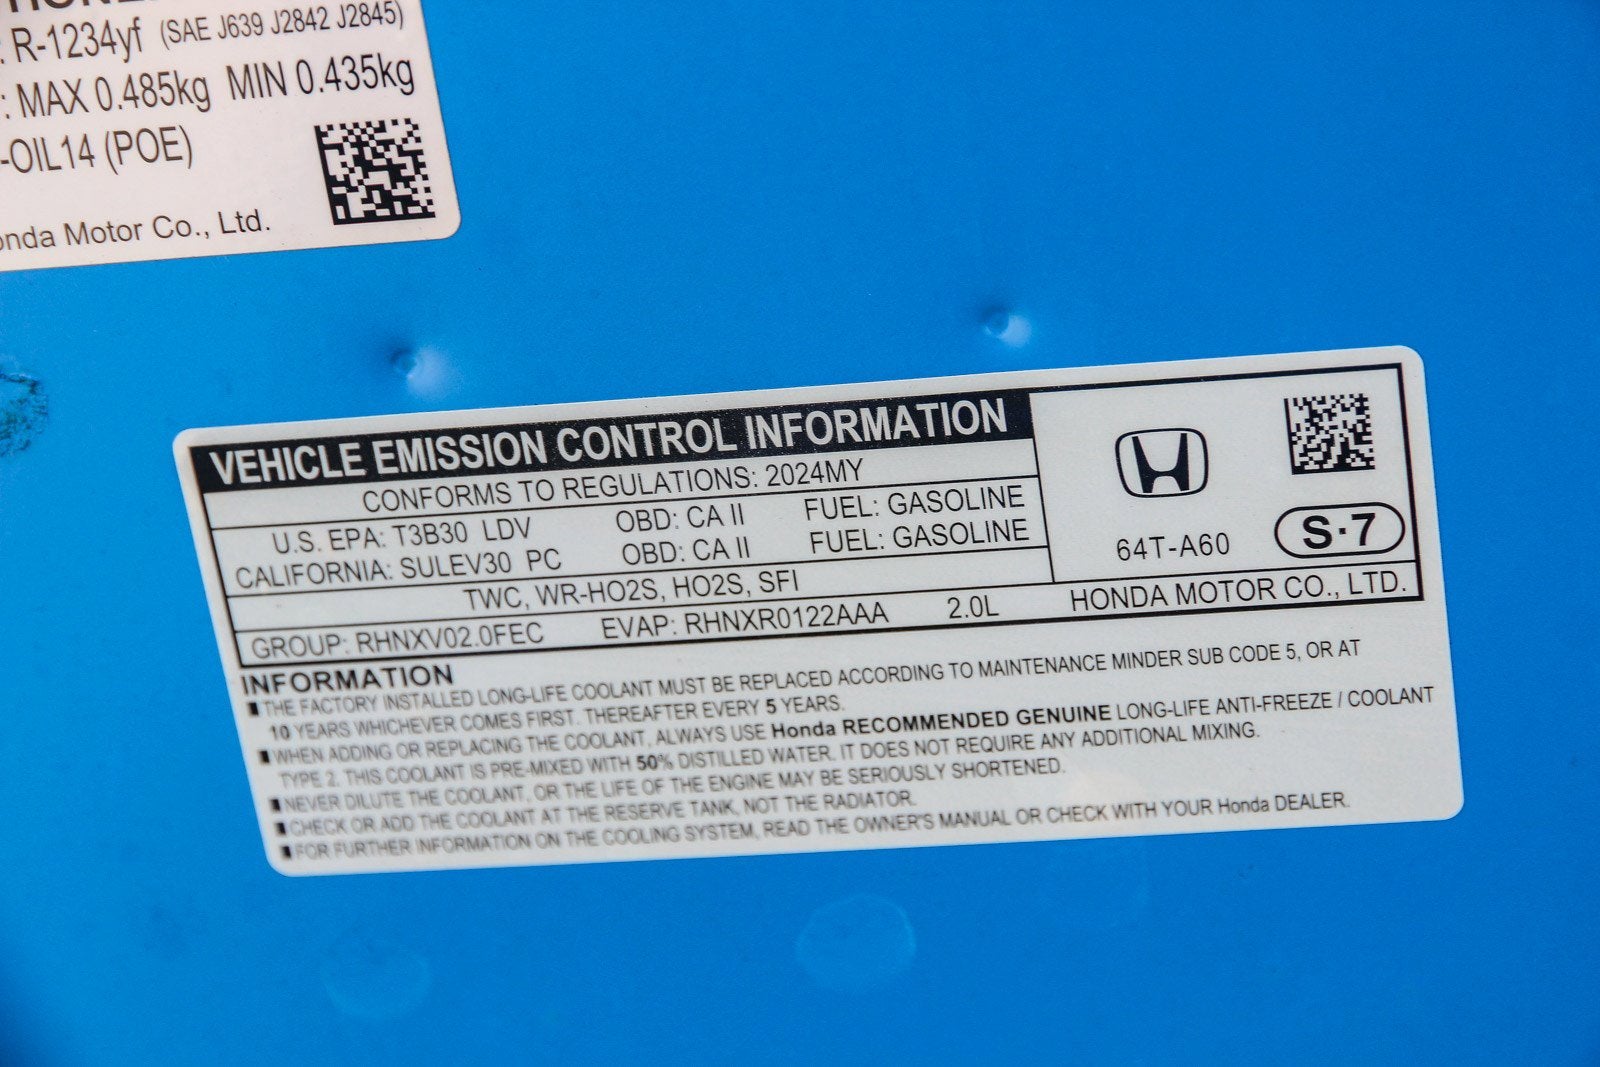 R-1234yf (SAE J639 J2842 J2845)
: MAX 0.485kg MIN 0.435kg
-OIL14 (POE)
onda Motor Co., Ltd.
VEHICLE EMISSION CONTROL INFORMATION
CONFORMS TO REGULATIONS: 2024MY
U.S. EPA: T3B30 LDV OBD: CA II FUEL: GASOLINE
CALIFORNIA: SULEV30 PC OBD: CA II FUEL: GASOLINE
TWC, WR-HO2S, HO2S, SFI
GROUP: RHNXV02.0FEC EVAP: RHNXR0122AAA 2.0L HONDA MOTOR CO., LTD.
64T-A60 S·7
INFORMATION
■ THE FACTORY INSTALLED LONG-LIFE COOLANT MUST BE REPLACED ACCORDING TO MAINTENANCE MINDER SUB CODE 5, OR AT
10 YEARS WHICHEVER COMES FIRST. THEREAFTER EVERY 5 YEARS.
■ WHEN ADDING OR REPLACING THE COOLANT, ALWAYS USE Honda RECOMMENDED GENUINE LONG-LIFE ANTI-FREEZE / COOLANT
TYPE 2. THIS COOLANT IS PRE-MIXED WITH 50% DISTILLED WATER. IT DOES NOT REQUIRE ANY ADDITIONAL MIXING.
■ NEVER DILUTE THE COOLANT, OR THE LIFE OF THE ENGINE MAY BE SERIOUSLY SHORTENED.
■ CHECK OR ADD THE COOLANT AT THE RESERVE TANK, NOT THE RADIATOR.
■ FOR FURTHER INFORMATION ON THE COOLING SYSTEM, READ THE OWNER'S MANUAL OR CHECK WITH YOUR Honda DEALER.